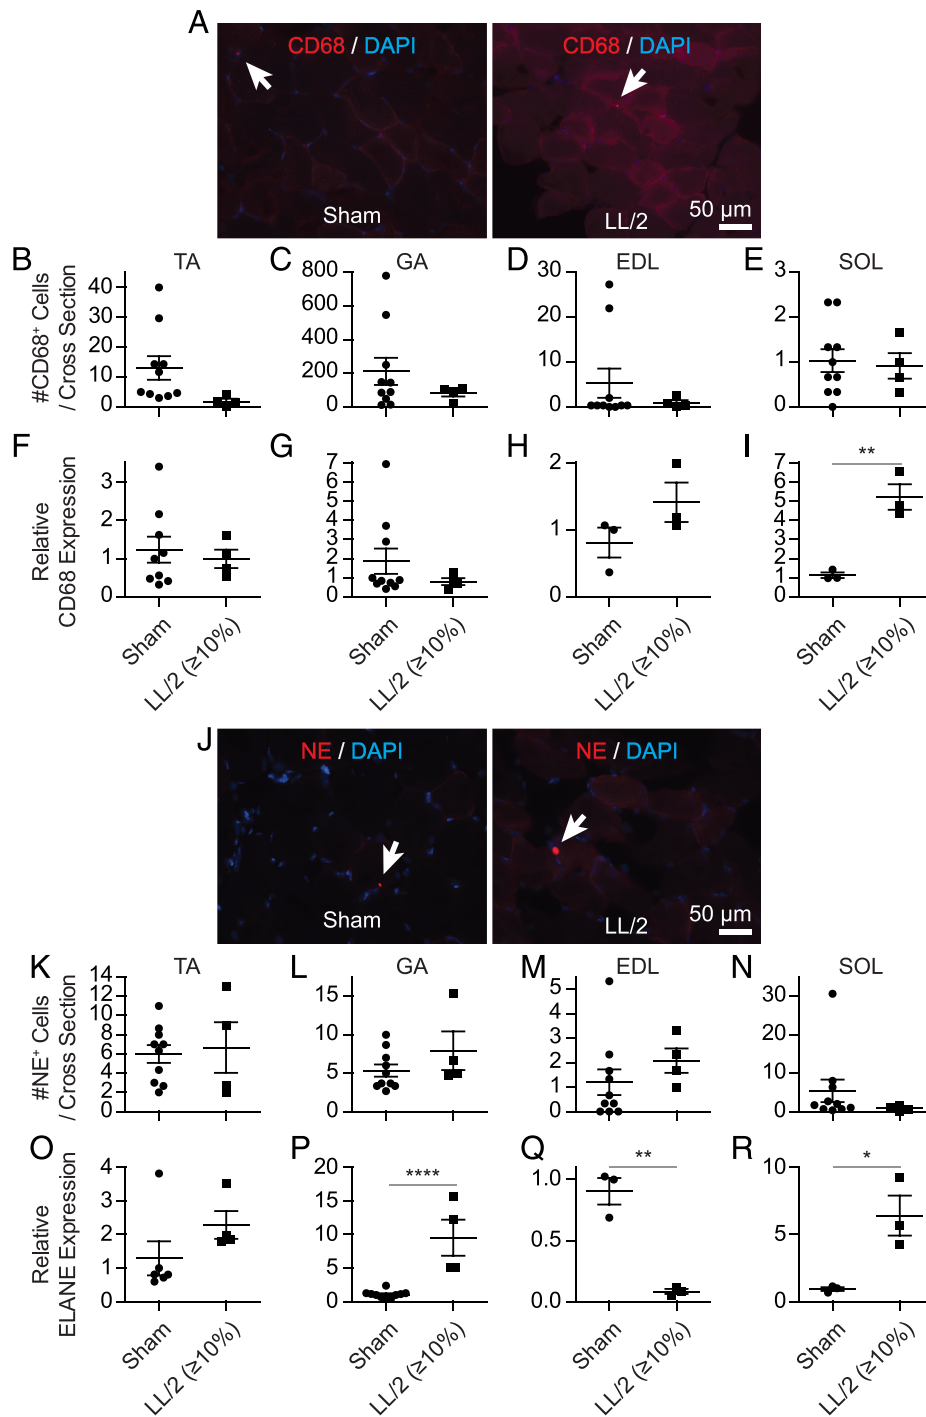 A
CD68 / DAPI
CD68 / DAPI
Sham
LL/2
50 µm
B
TA
C
GA
D
EDL
E
SOL
#CD68⁺ Cells
/ Cross Section
40
30
20
10
0
800
600
400
200
0
30
20
10
0
3
2
1
0
F
G
H
I
Relative
CD68 Expression
3
2
1
0
7
6
5
4
3
2
1
0
2
1
0
**
7
6
5
4
3
2
1
0
Sham
LL/2 (≥10%)
Sham
LL/2 (≥10%)
Sham
LL/2 (≥10%)
Sham
LL/2 (≥10%)
J
NE / DAPI
NE / DAPI
Sham
LL/2
50 µm
K
TA
L
GA
M
EDL
N
SOL
#NE⁺ Cells
/ Cross Section
14
12
10
8
6
4
2
0
15
10
5
0
5
4
3
2
1
0
30
20
10
0
O
P
Q
R
Relative
ELANE Expression
4
3
2
1
0
****
20
15
10
5
0
**
1.0
0.5
0.0
*
10
5
0
Sham
LL/2 (≥10%)
Sham
LL/2 (≥10%)
Sham
LL/2 (≥10%)
Sham
LL/2 (≥10%)